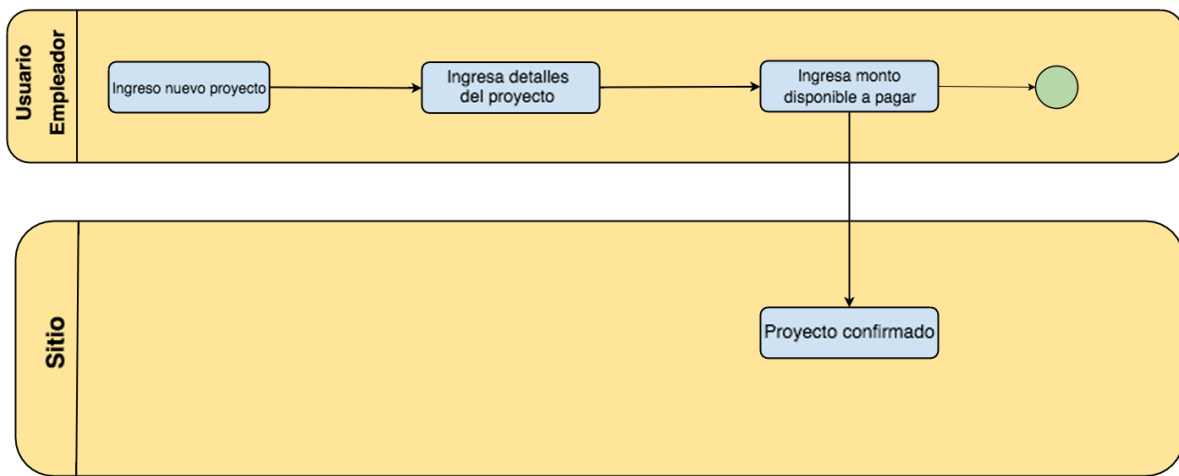 Usuario
Empleador
Ingreso nuevo proyecto
Ingresa detalles
del proyecto
Ingresa monto
disponible a pagar
Sitio
Proyecto confirmado